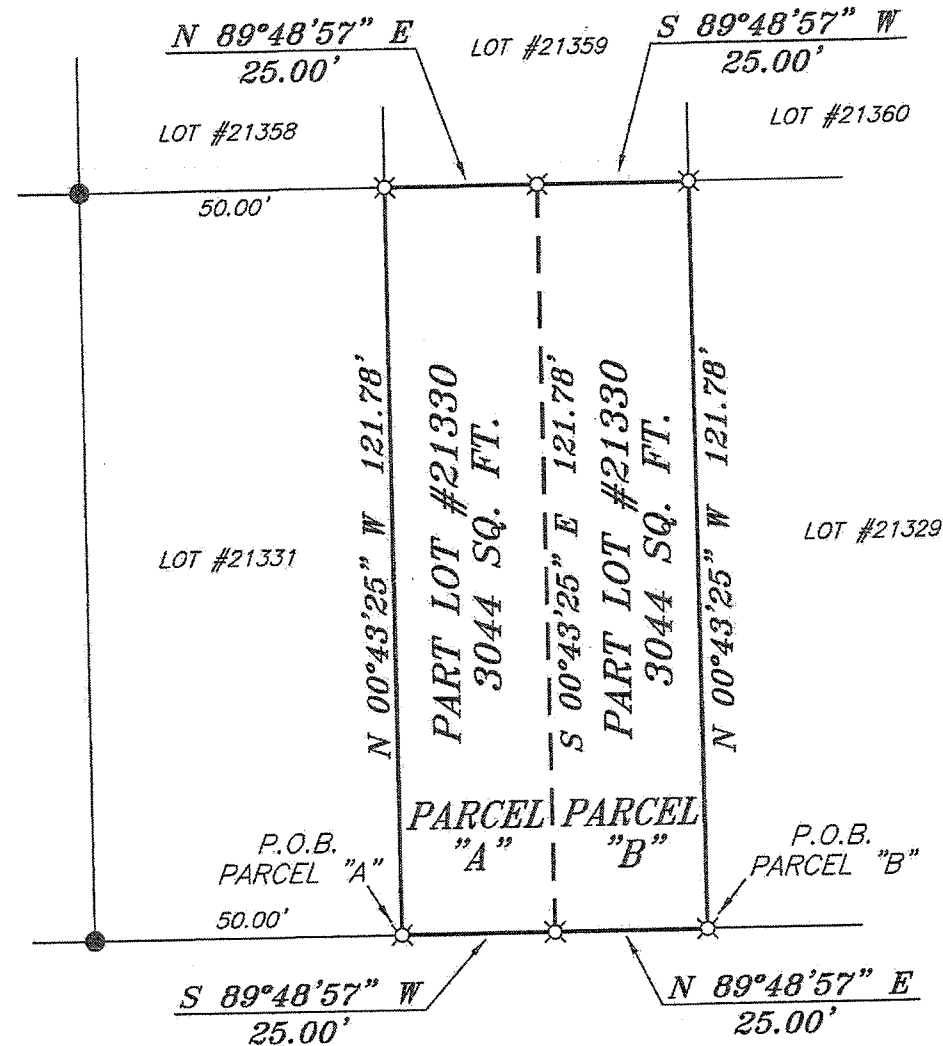 N 89°48'57" E
25.00'
LOT #21359
S 89°48'57" W
25.00'
LOT #21358
LOT #21360
50.00'
LOT #21331
N 00°43'25" W 121.78'
PART LOT #21330
3044 SQ. FT.
S 00°43'25" E 121.78'
PART LOT #21330
3044 SQ. FT.
N 00°43'25" W 121.78'
LOT #21329
PARCEL
"A"
PARCEL
"B"
P.O.B.
PARCEL "A"
P.O.B.
PARCEL "B"
50.00'
S 89°48'57" W
25.00'
N 89°48'57" E
25.00'